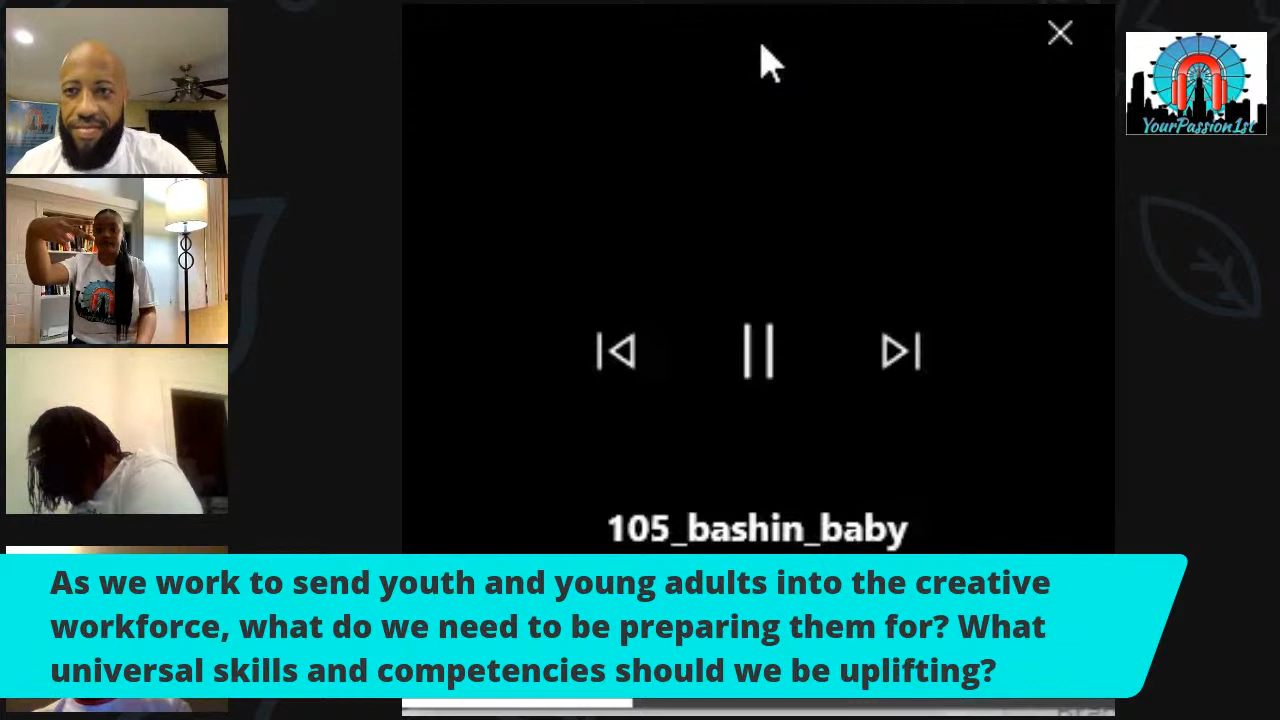 YourPassion1st
105_bashin_baby
As we work to send youth and young adults into the creative
workforce, what do we need to be preparing them for? What
universal skills and competencies should we be uplifting?